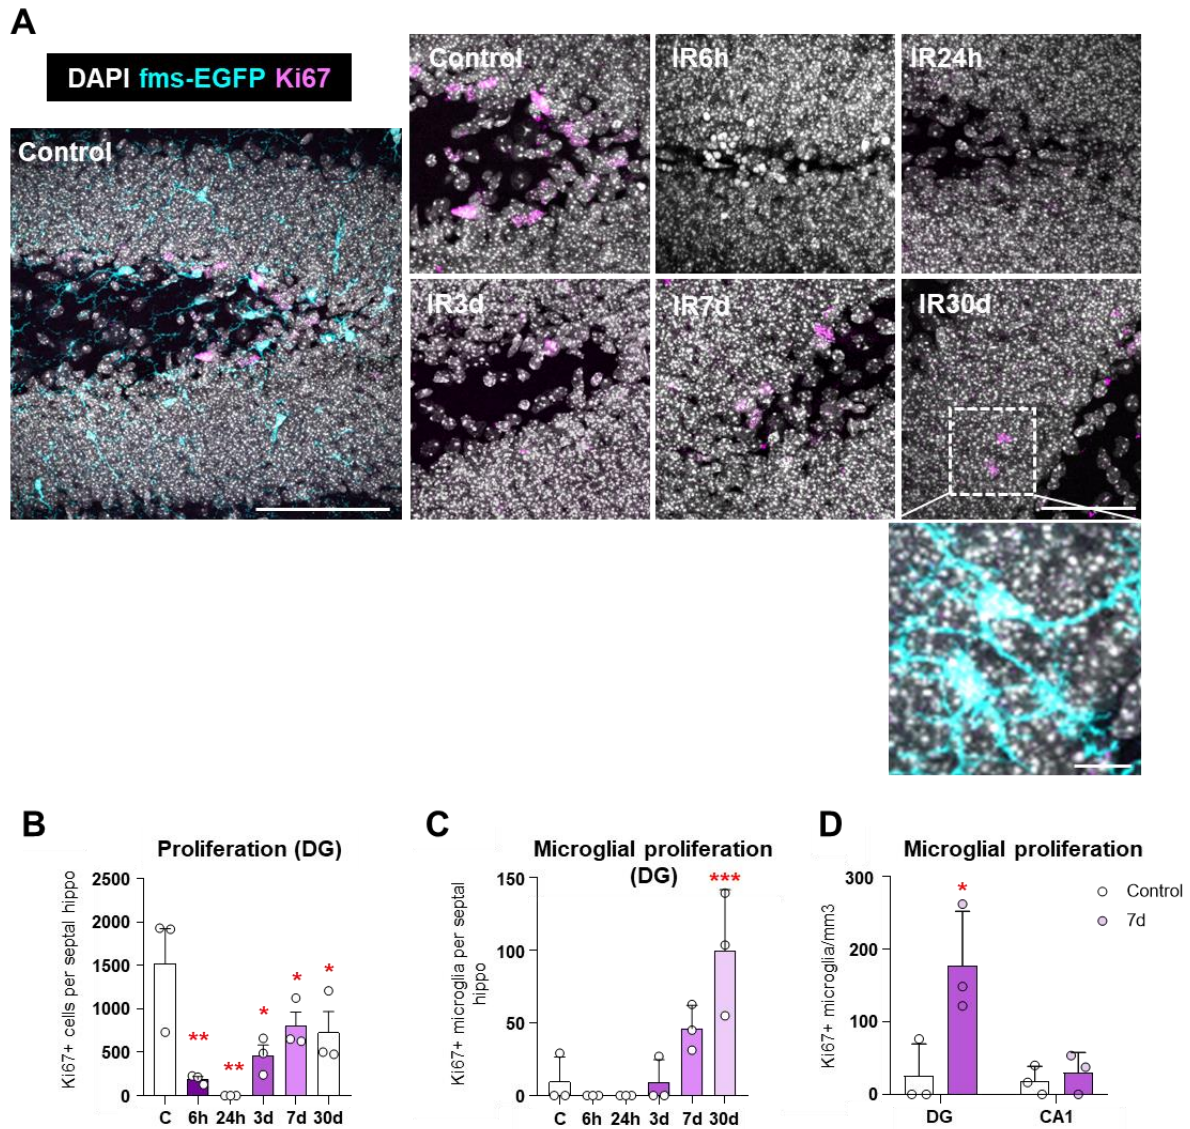 A
DAPI fms-EGFP Ki67
Control
Control
IR6h
IR24h
IR3d
IR7d
IR30d
B
Proliferation (DG)
Ki67+ cells per septal hippo
2500
2000
1500
1000
500
0
**
**
*
*
*
C
6h
24h
3d
7d
30d
C
Microglial proliferation
(DG)
Ki67+ microglia per septal
hippo
150
100
50
0
***
C
6h
24h
3d
7d
30d
D
Microglial proliferation
Ki67+ microglia/mm3
300
200
100
0
*
DG
CA1
Control
7d